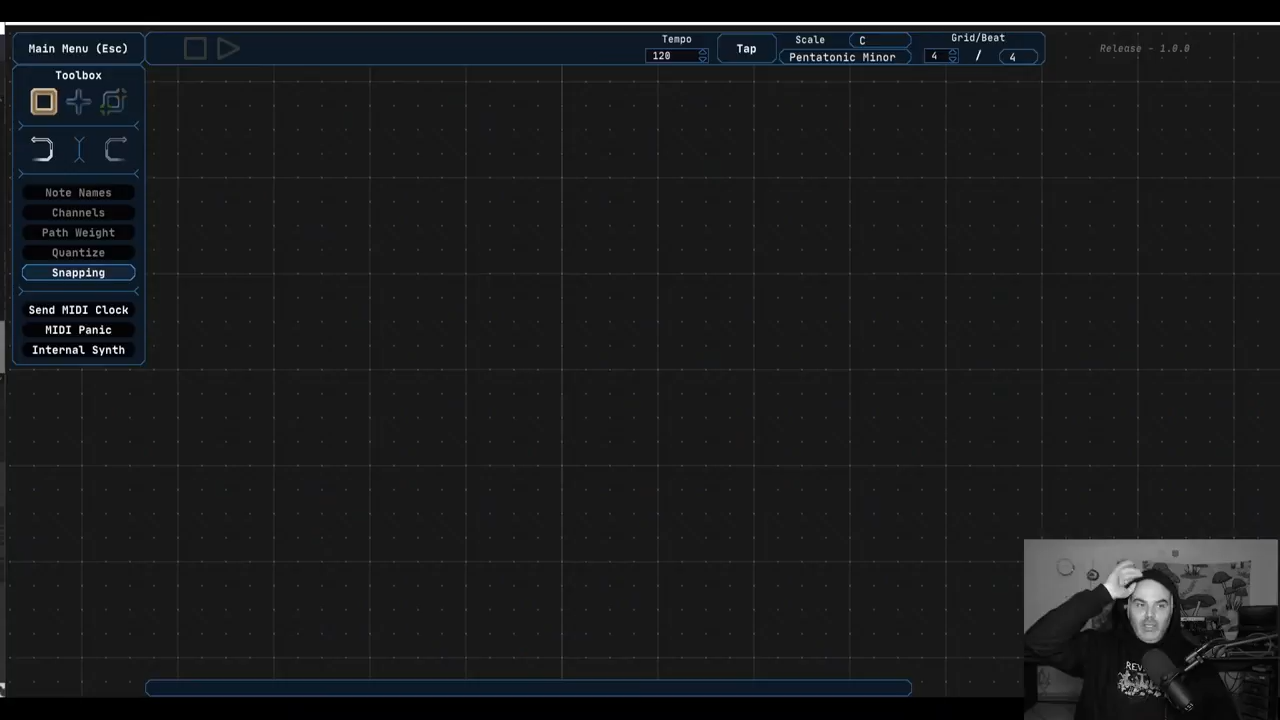 Main Menu (Esc)
Tempo
120
Tap
Scale
C
Pentatonic Minor
Grid/Beat
4 / 4
Release - 1.0.0
Toolbox
Note Names
Channels
Path Weight
Quantize
Snapping
Send MIDI Clock
MIDI Panic
Internal Synth